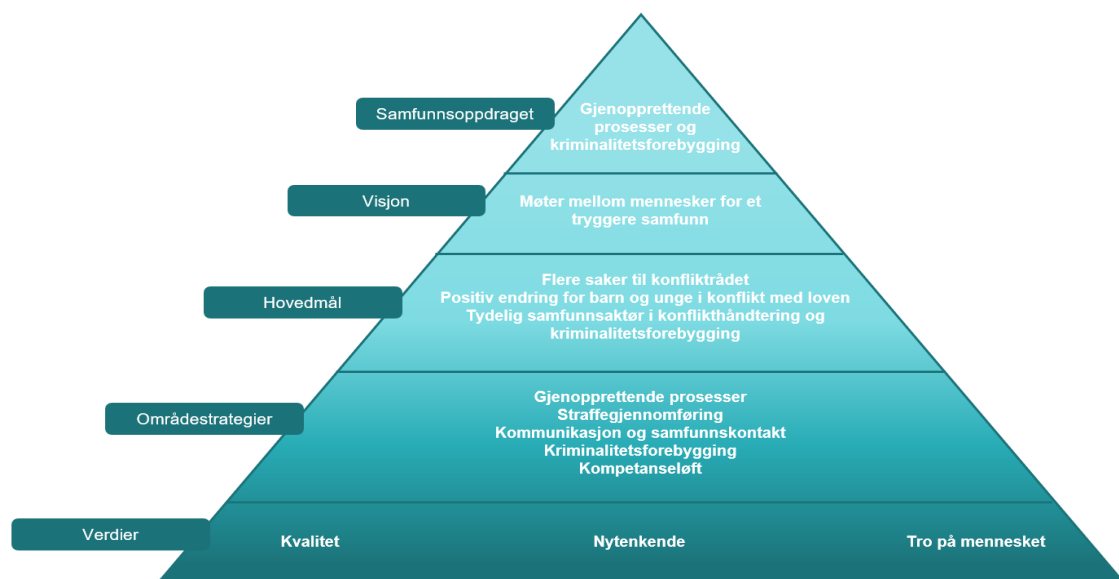 Samfunnsoppdraget
Gjenopprettende
prosesser og
kriminalitetsforebygging
Visjon
Møter mellom mennesker for et
tryggere samfunn
Hovedmål
Flere saker til konfliktrådet
Positiv endring for barn og unge i konflikt med loven
Tydelig samfunnsaktør i konflikthåndtering og
kriminalitetsforebygging
Områdestrategier
Gjenopprettende prosesser
Straffegjennomføring
Kommunikasjon og samfunnskontakt
Kriminalitetsforebygging
Kompetanseløft
Verdier
Kvalitet
Nytenkende
Tro på mennesket